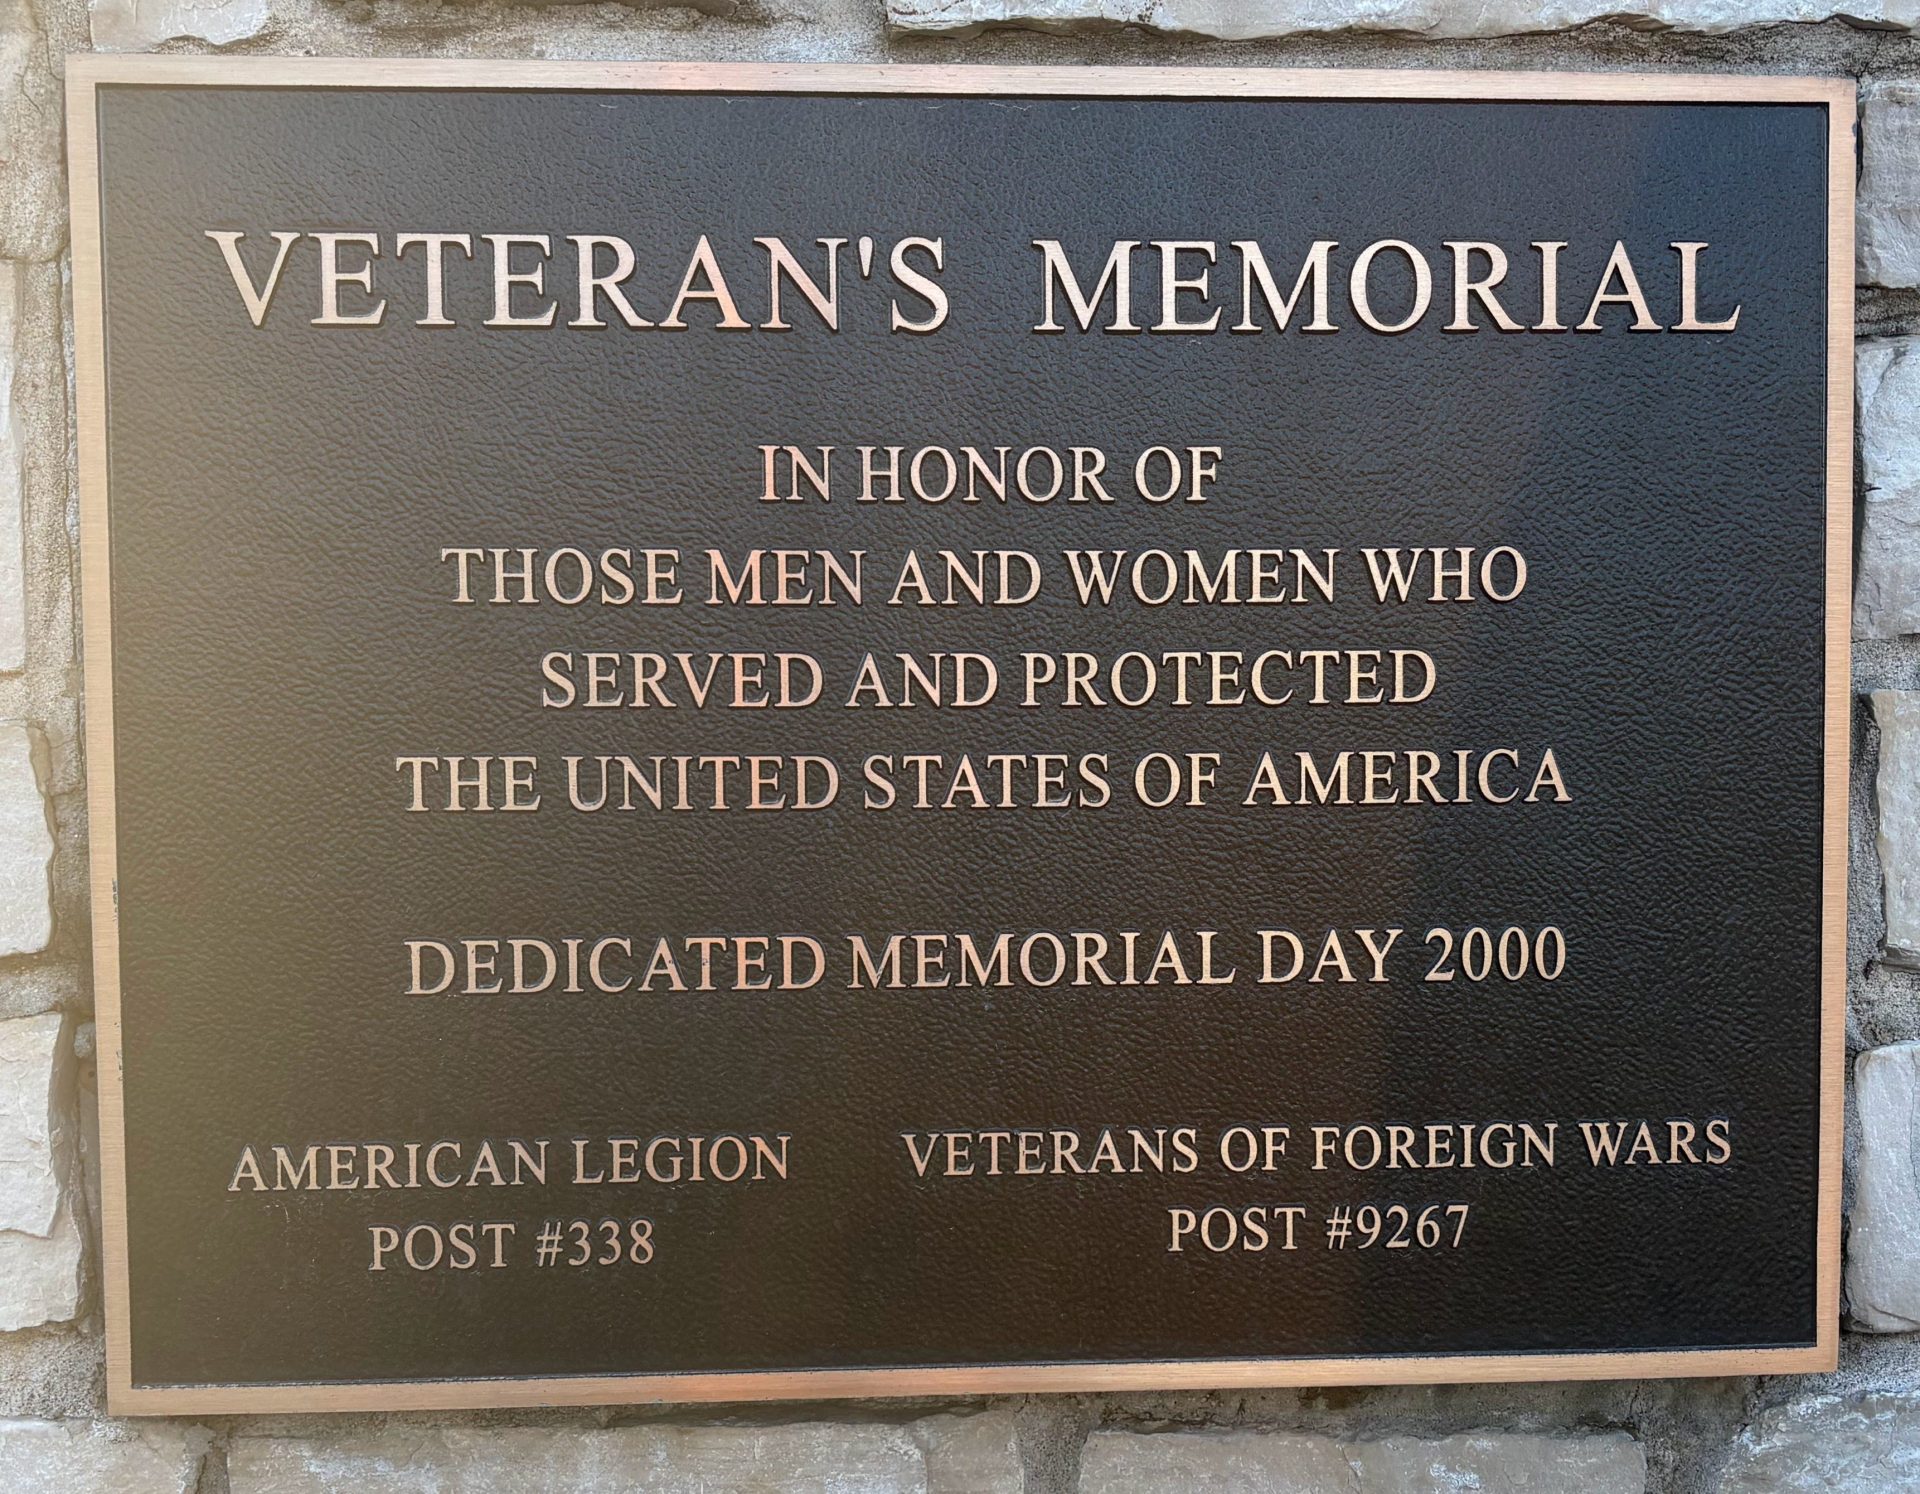 VETERAN'S MEMORIAL
IN HONOR OF
THOSE MEN AND WOMEN WHO
SERVED AND PROTECTED
THE UNITED STATES OF AMERICA
DEDICATED MEMORIAL DAY 2000
AMERICAN LEGION
POST #338
VETERANS OF FOREIGN WARS
POST #9267